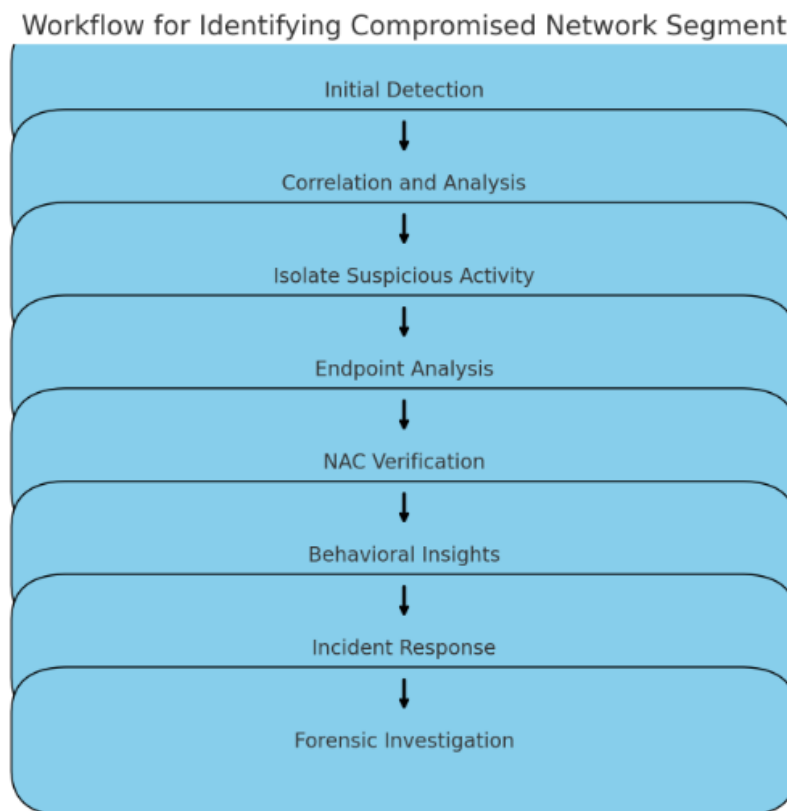 Workflow for Identifying Compromised Network Segment
Initial Detection
Correlation and Analysis
Isolate Suspicious Activity
Endpoint Analysis
NAC Verification
Behavioral Insights
Incident Response
Forensic Investigation